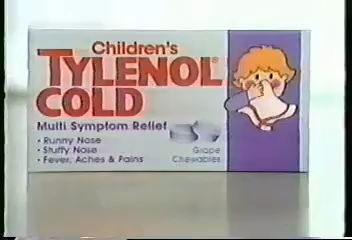 Children's
TYLENOL®
COLD
Multi Symptom Relief
• Runny Nose
• Stuffy Nose
• Fever, Aches & Pains
Grape
Chewables